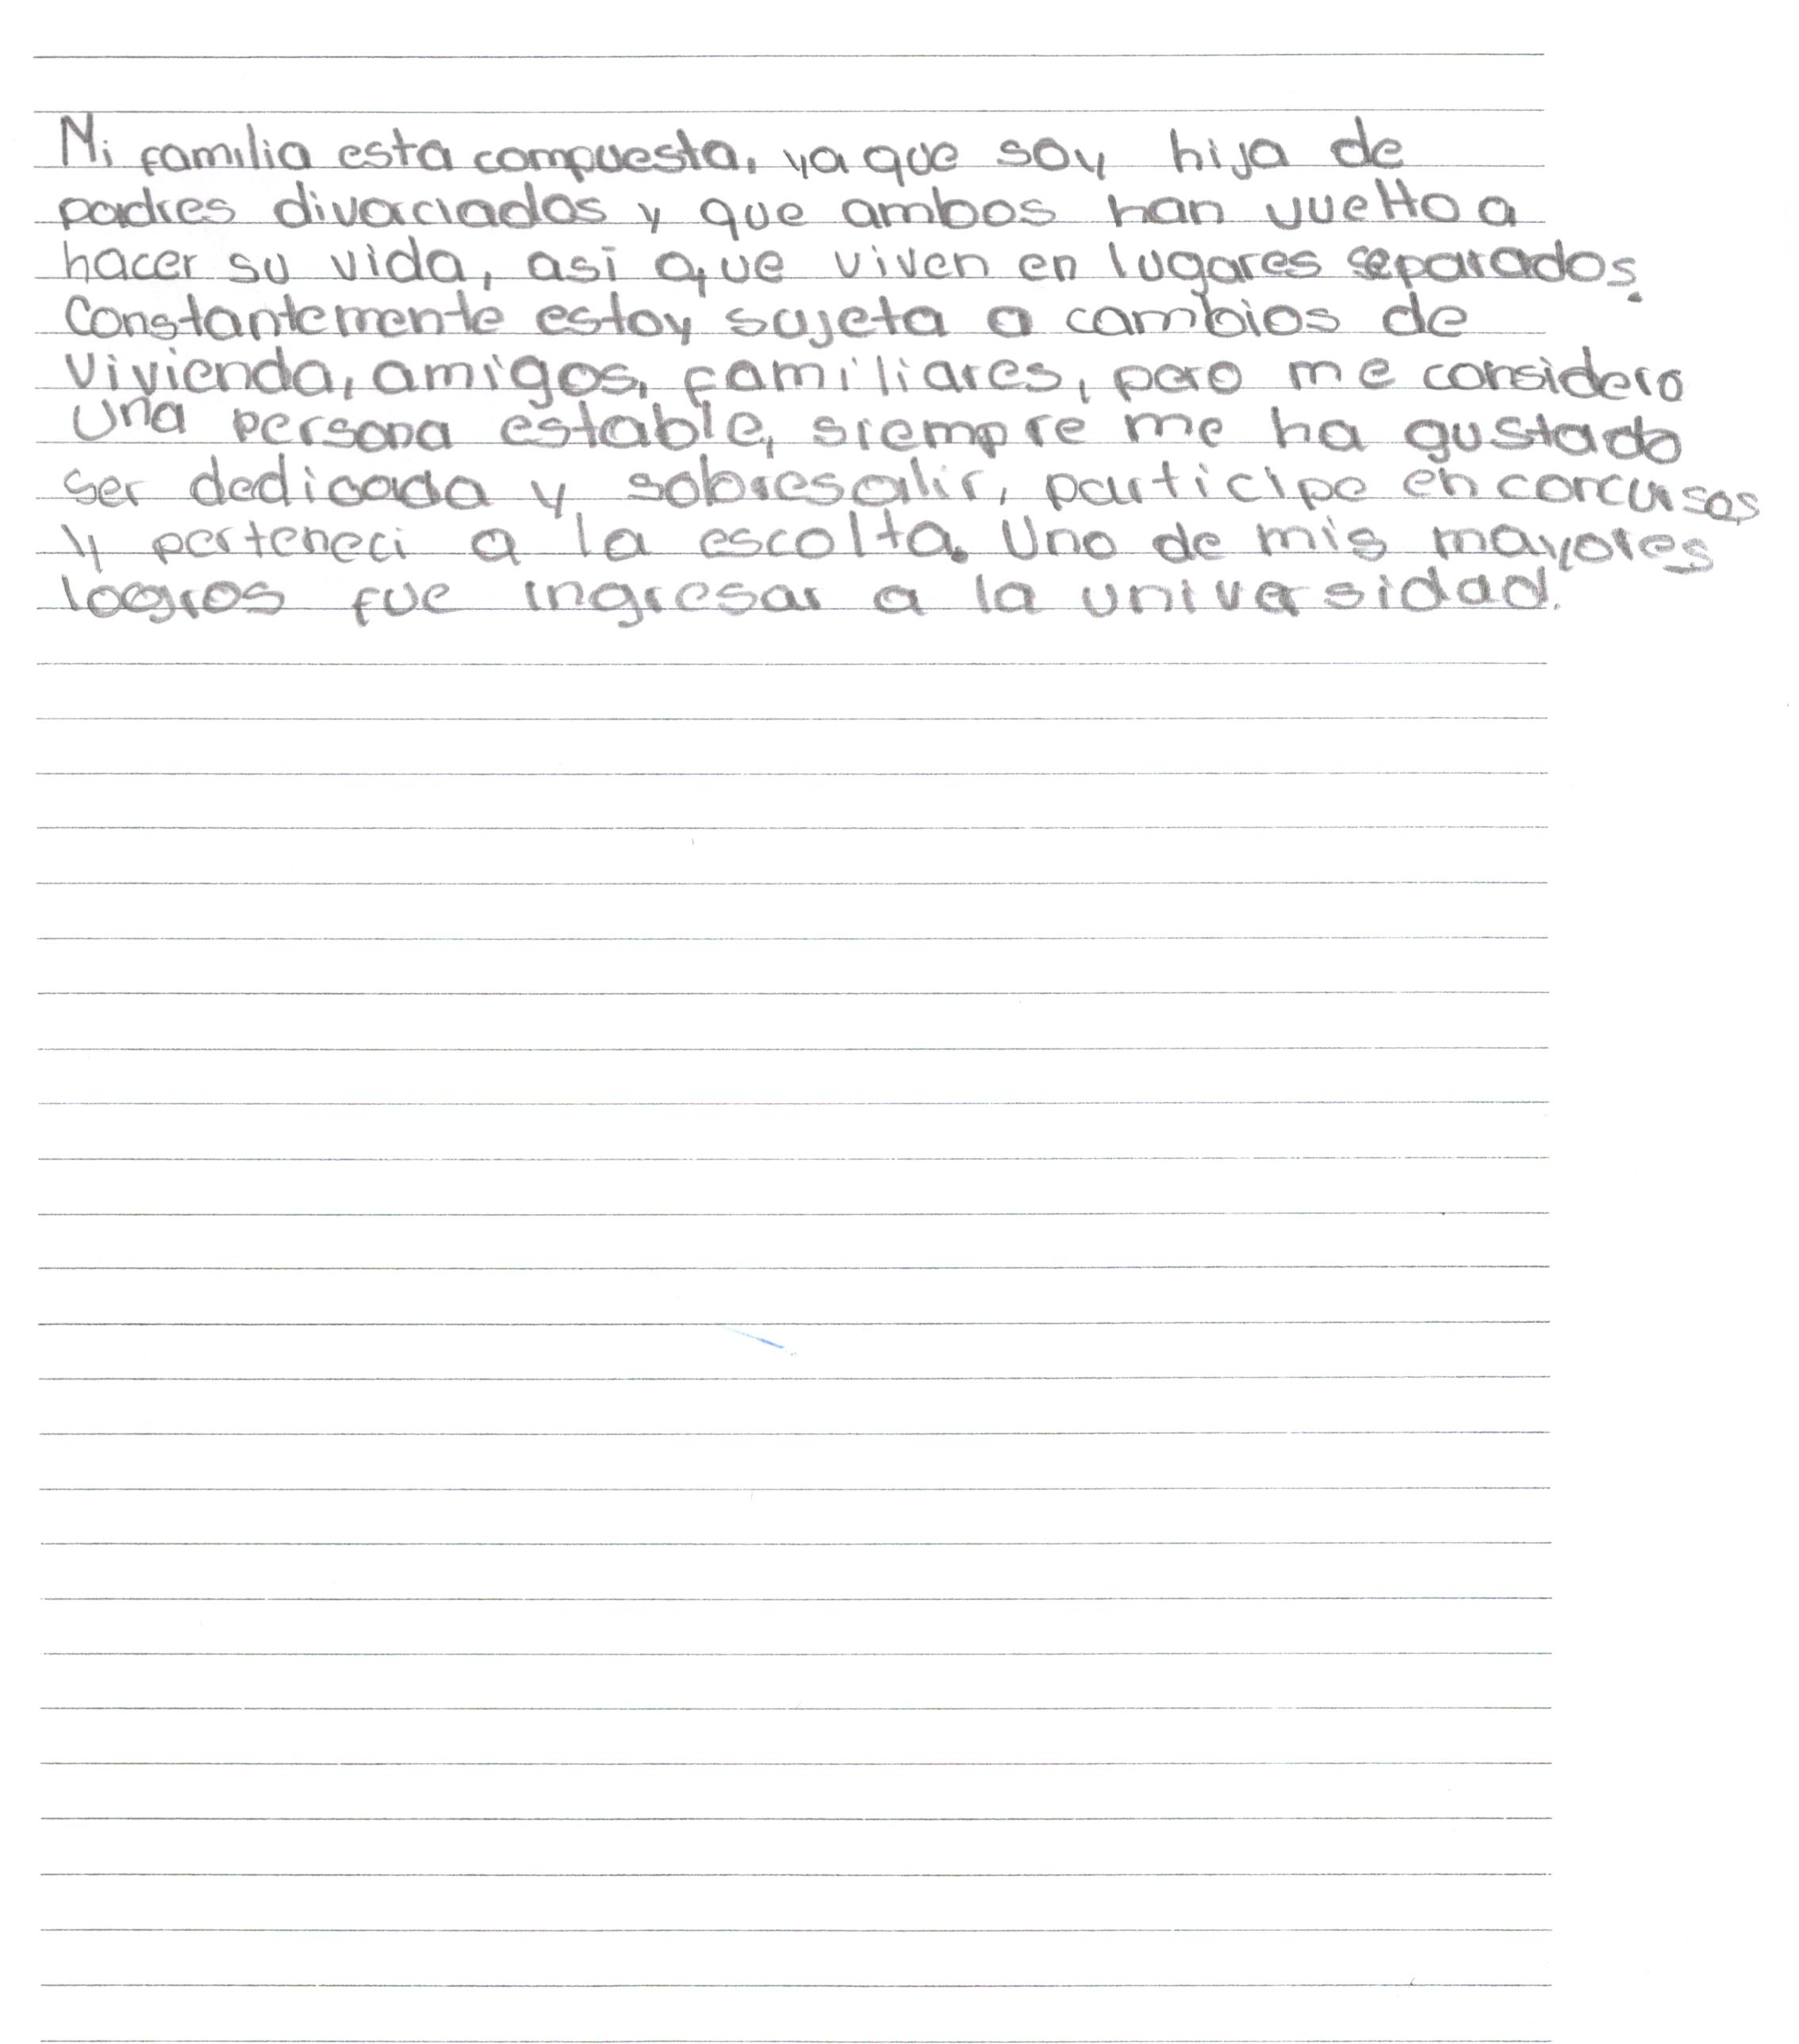 Mi familia esta compuesta, ya que soy hija de
padres divorciados y que ambos han vuelto a
hacer su vida, asi que viven en lugares separados.
Constantemente estoy sujeta a cambios de
vivienda, amigos, familiares, pero me considero
una persona estable, siempre me ha gustado
ser dedicada y sobresalir, participe en concursos
y perteneci a la escolta. Uno de mis mayores
logros fue ingresar a la universidad.